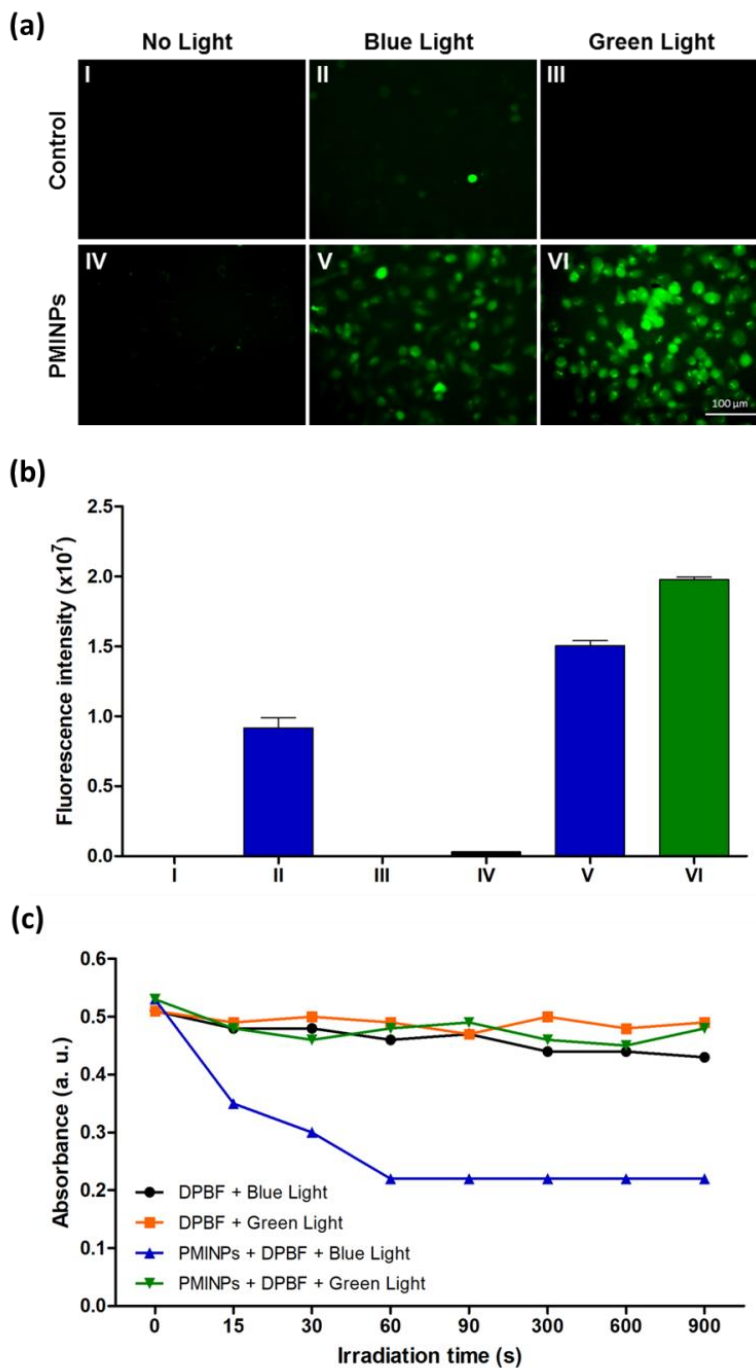 (a)
No Light Blue Light Green Light
Control
I II III
PMINPs
IV V VI
100 µm
(b)
Fluorescence intensity (x10⁷)
2.5
2.0
1.5
1.0
0.5
0.0
I II III IV V VI
(c)
Absorbance (a. u.)
0.6
0.5
0.4
0.3
0.2
0.1
0.0
DPBF + Blue Light
DPBF + Green Light
PMINPs + DPBF + Blue Light
PMINPs + DPBF + Green Light
0 15 30 60 90 300 600 900
Irradiation time (s)